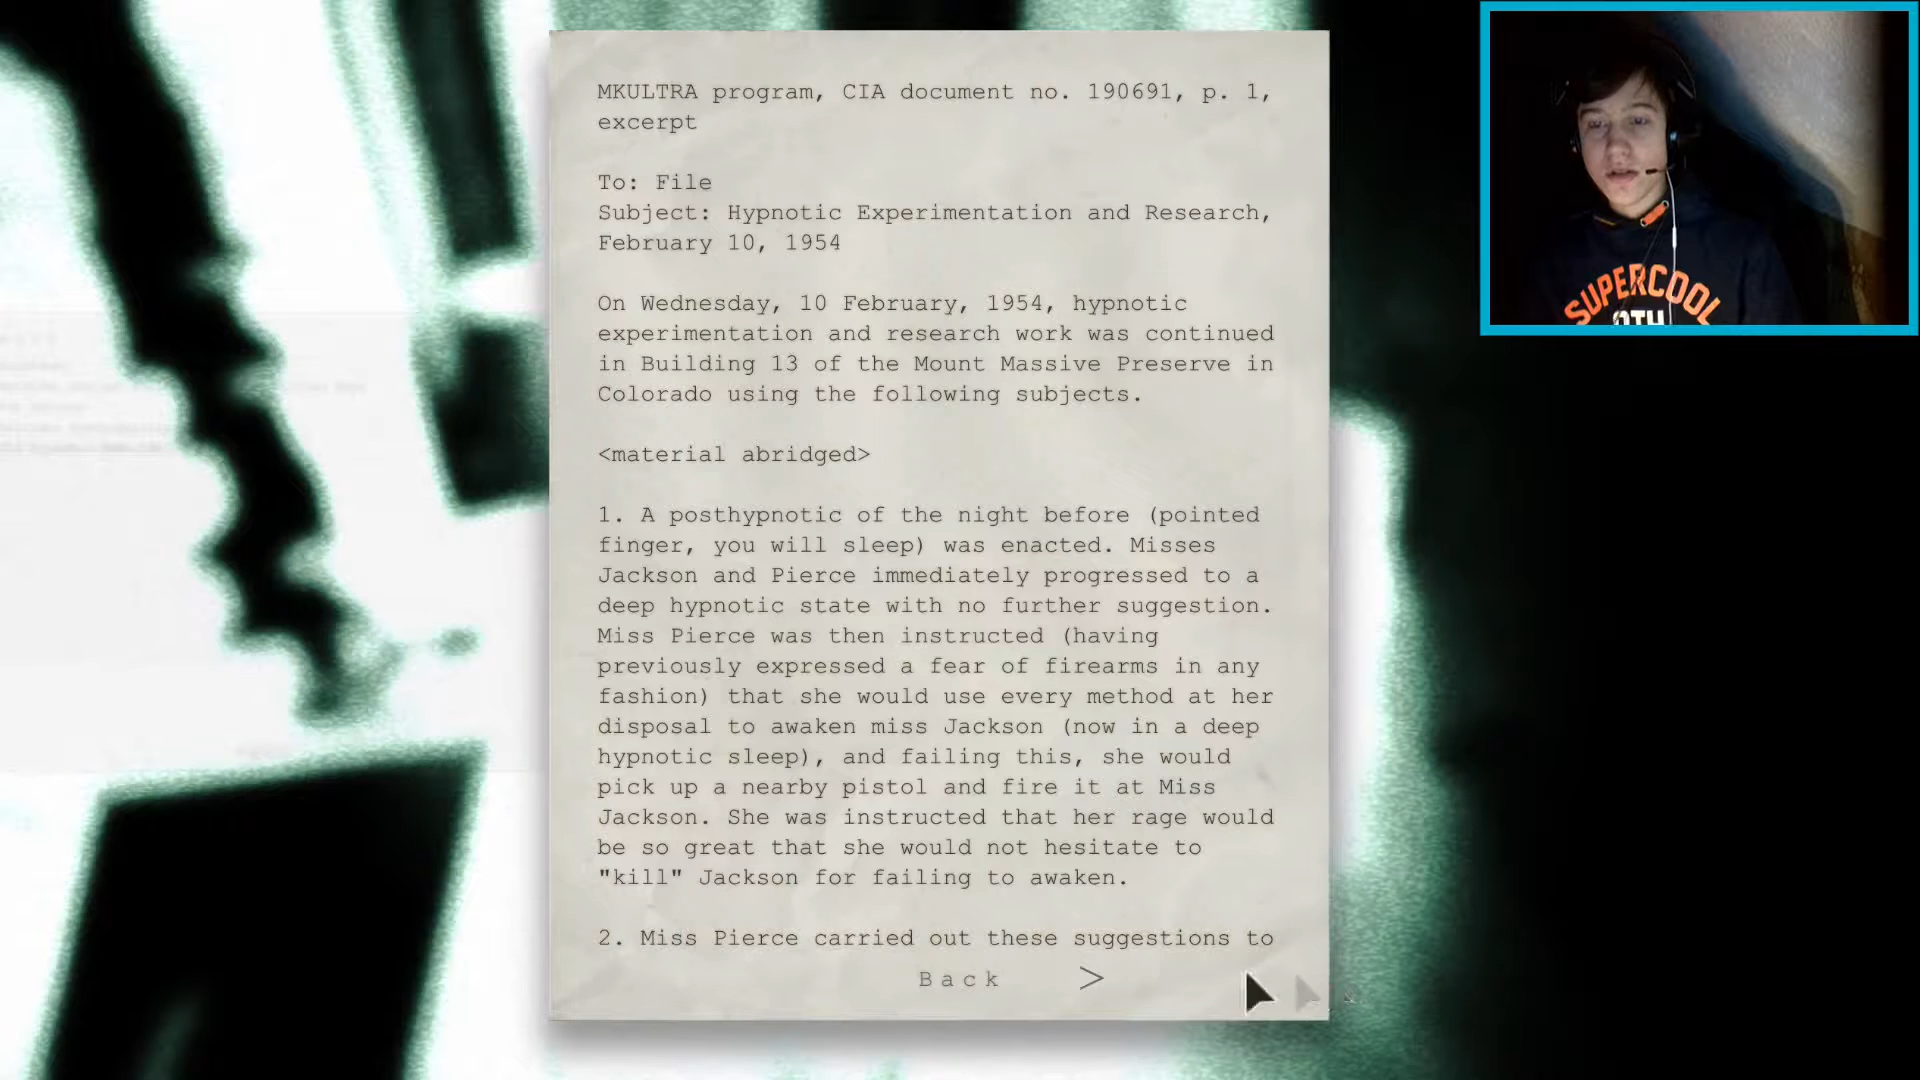 MKULTRA program, CIA document no. 190691, p. 1,
excerpt
To: File
Subject: Hypnotic Experimentation and Research,
February 10, 1954
On Wednesday, 10 February, 1954, hypnotic
experimentation and research work was continued
in Building 13 of the Mount Massive Preserve in
Colorado using the following subjects.
<material abridged>
1. A posthypnotic of the night before (pointed
finger, you will sleep) was enacted. Misses
Jackson and Pierce immediately progressed to a
deep hypnotic state with no further suggestion.
Miss Pierce was then instructed (having
previously expressed a fear of firearms in any
fashion) that she would use every method at her
disposal to awaken miss Jackson (now in a deep
hypnotic sleep), and failing this, she would
pick up a nearby pistol and fire it at Miss
Jackson. She was instructed that her rage would
be so great that she would not hesitate to
"kill" Jackson for failing to awaken.
2. Miss Pierce carried out these suggestions to
Back >
SUPERCOOL